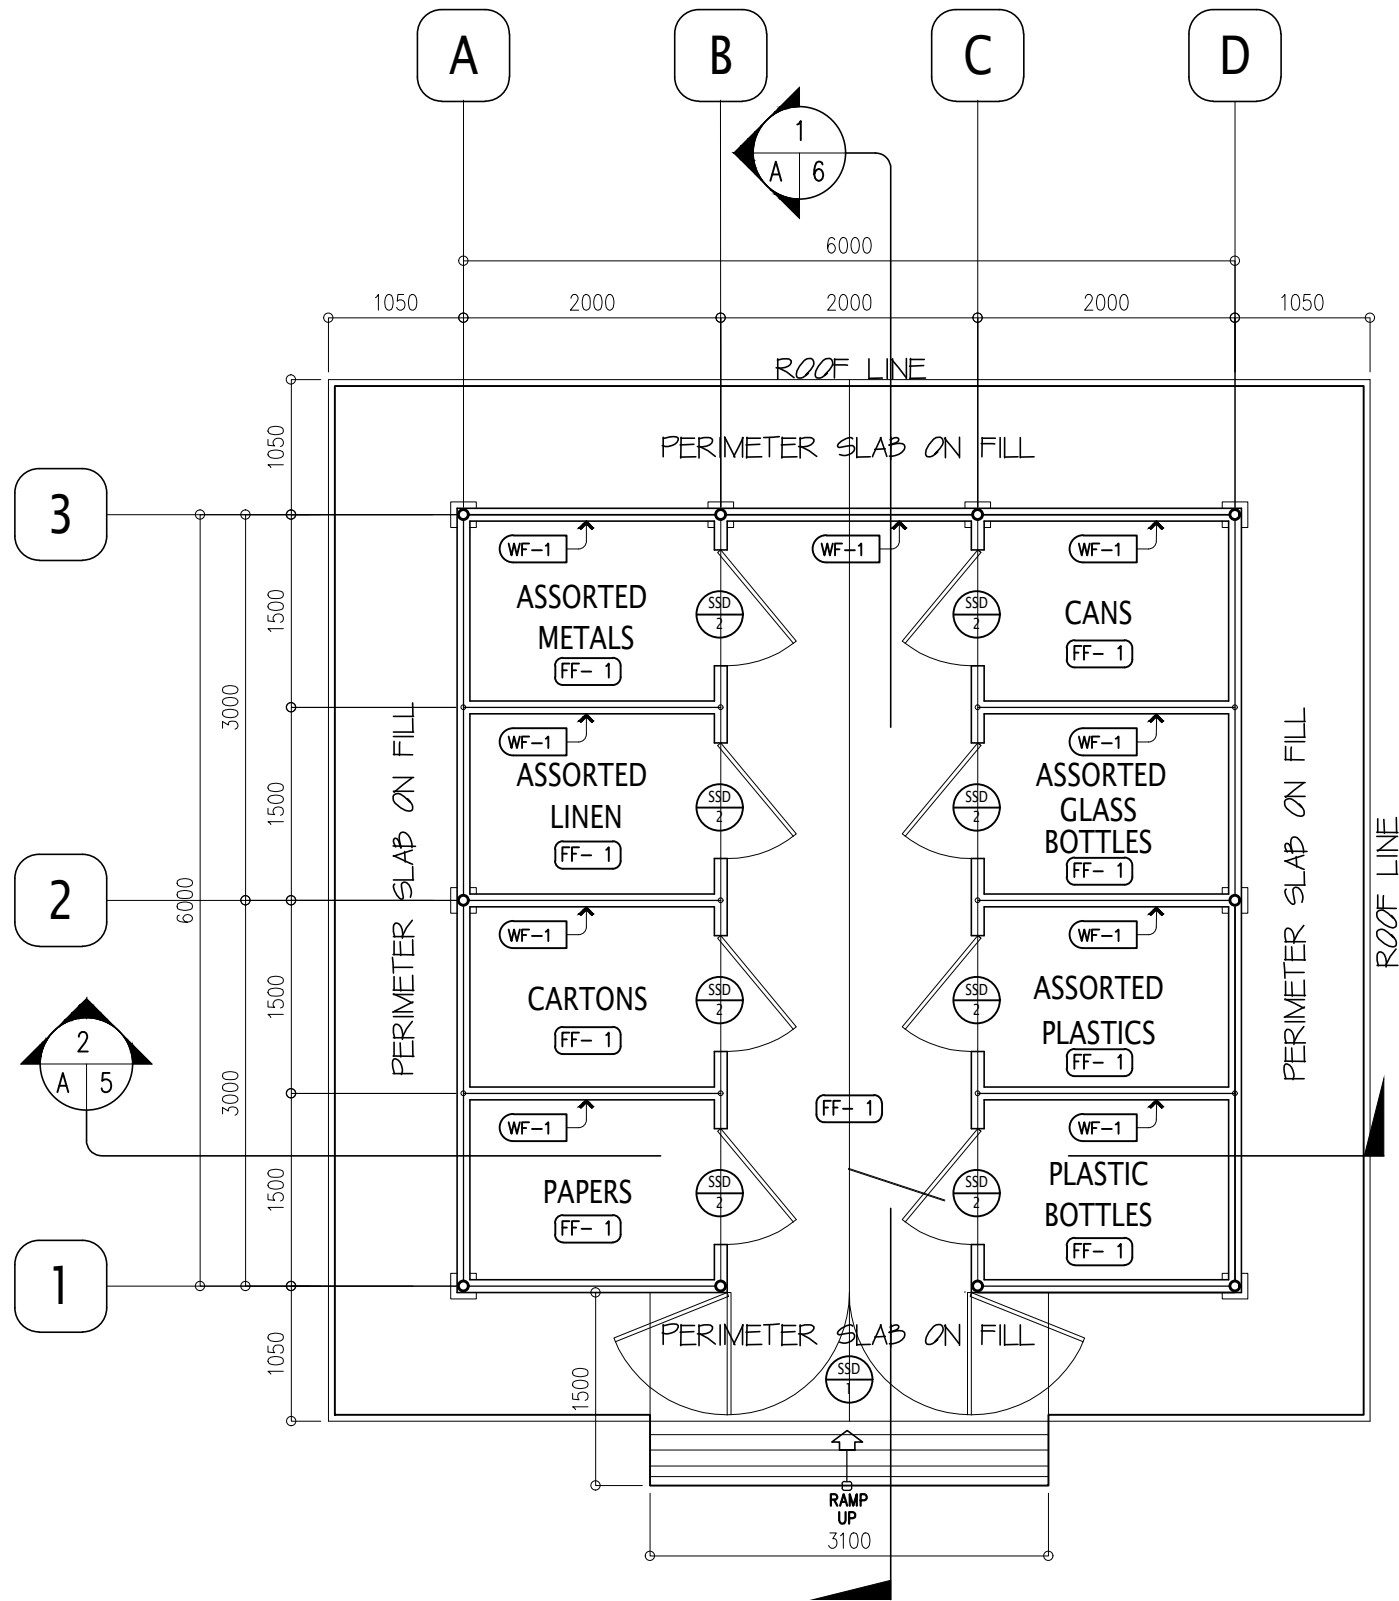 A
B
C
D
1
A 6
6000
1050
2000
2000
2000
1050
ROOF LINE
PERIMETER SLAB ON FILL
1050
3
WF-1
WF-1
WF-1
ASSORTED
METALS
FF- 1
SSD
2
SSD
2
CANS
FF- 1
1500
3000
WF-1
WF-1
ASSORTED
LINEN
FF- 1
SSD
2
SSD
2
ASSORTED
GLASS
BOTTLES
FF- 1
1500
PERIMETER SLAB ON FILL
PERIMETER SLAB ON FILL
ROOF LINE
6000
2
WF-1
WF-1
CARTONS
FF- 1
SSD
2
SSD
2
ASSORTED
PLASTICS
FF- 1
1500
2
A 5
3000
FF- 1
WF-1
WF-1
PAPERS
FF- 1
SSD
2
SSD
2
PLASTIC
BOTTLES
FF- 1
1500
1
PERIMETER SLAB ON FILL
1050
1500
SSD
1
RAMP
UP
3100